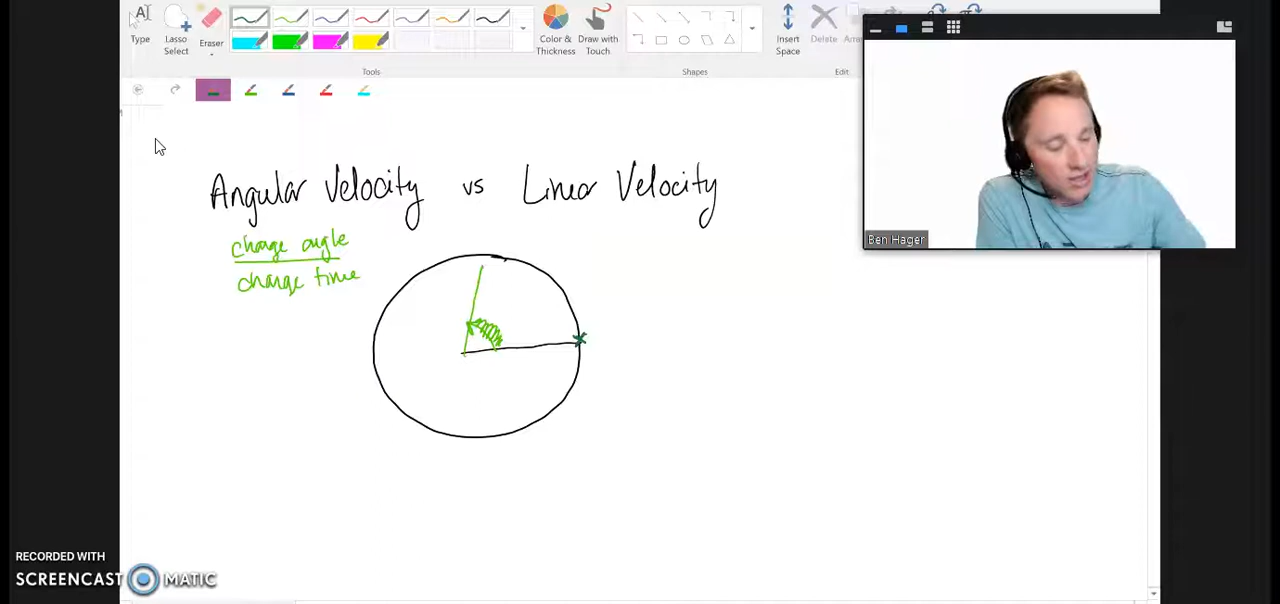 Type
Lasso
Select
Eraser
Color &
Thickness
Draw with
Touch
Insert
Space
Delete
Tools
Shapes
Edit
Angular Velocity vs Linear Velocity
change angle
change time
Ben Hager
RECORDED WITH
SCREENCAST MATIC